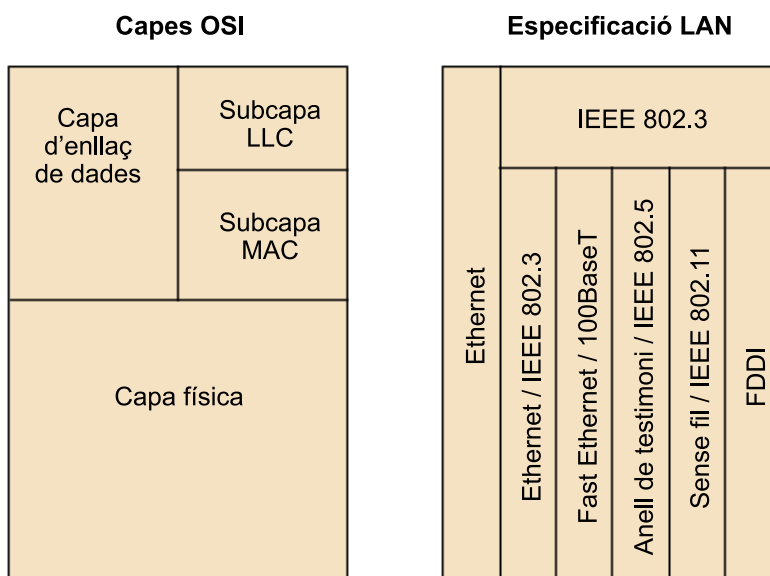 Capes OSI
Especificació LAN
Capa
d’enllaç
de dades
Subcapa
LLC
Subcapa
MAC
Capa física
IEEE 802.3
Ethernet
Ethernet / IEEE 802.3
Fast Ethernet / 100BaseT
Anell de testimoni / IEEE 802.5
Sense fil / IEEE 802.11
FDDI